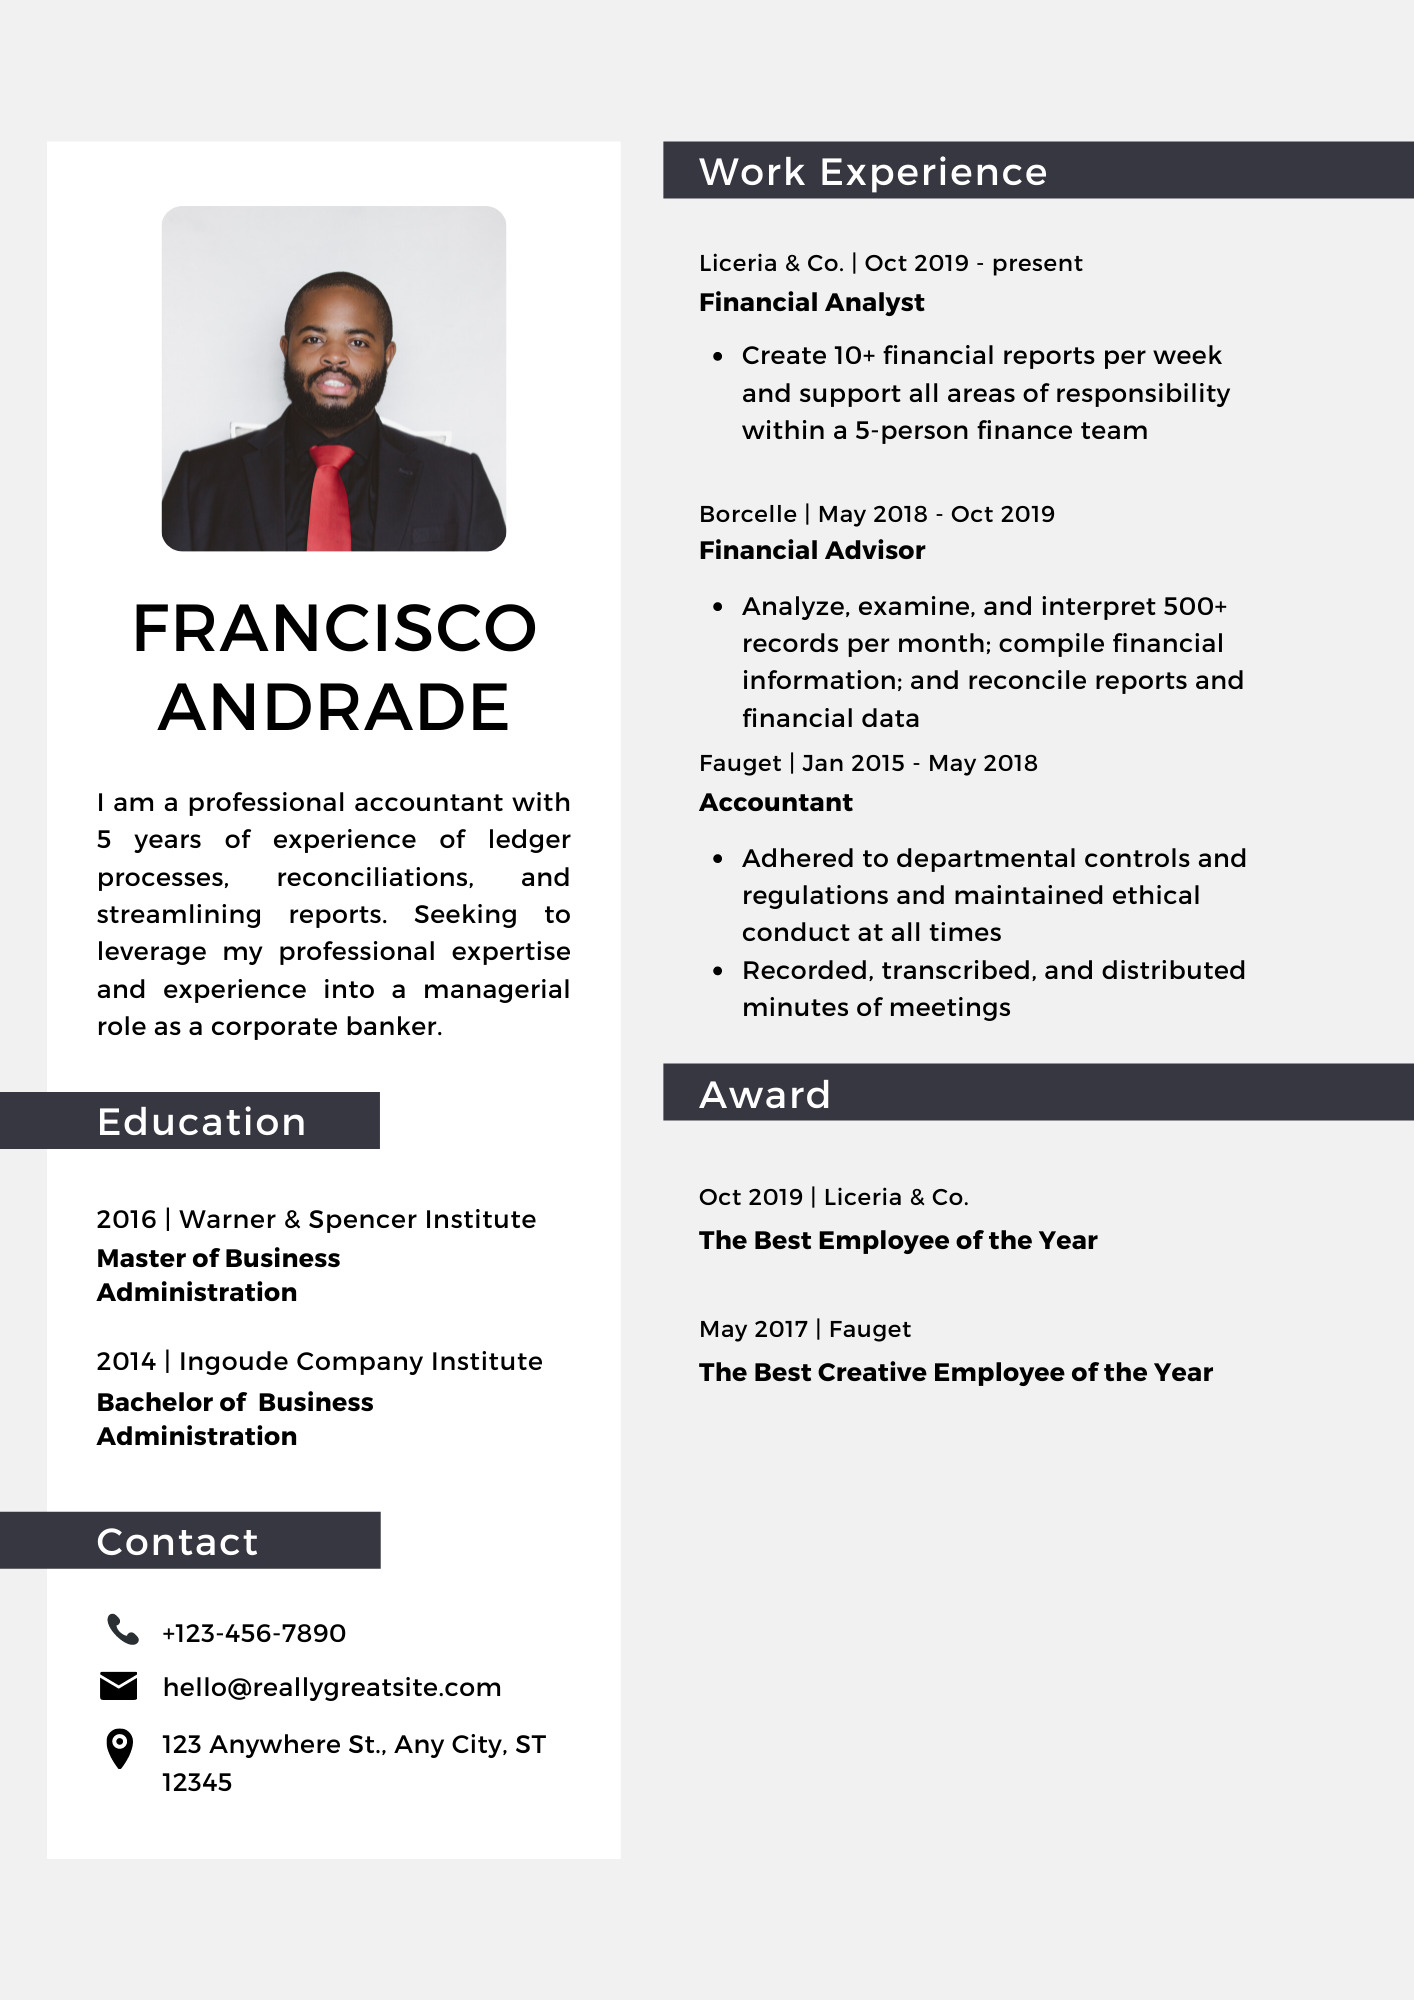 FRANCISCO
ANDRADE
I am a professional accountant with
5 years of experience of ledger
processes, reconciliations, and
streamlining reports. Seeking to
leverage my professional expertise
and experience into a managerial
role as a corporate banker.
Education
2016 | Warner & Spencer Institute
Master of Business
Administration
2014 | Ingoude Company Institute
Bachelor of  Business
Administration
Contact
+123-456-7890
hello@reallygreatsite.com
123 Anywhere St., Any City, ST
12345
Work Experience
Liceria & Co. | Oct 2019 - present
Financial Analyst
• Create 10+ financial reports per week
and support all areas of responsibility
within a 5-person finance team
Borcelle | May 2018 - Oct 2019
Financial Advisor
• Analyze, examine, and interpret 500+
records per month; compile financial
information; and reconcile reports and
financial data
Fauget | Jan 2015 - May 2018
Accountant
• Adhered to departmental controls and
regulations and maintained ethical
conduct at all times
• Recorded, transcribed, and distributed
minutes of meetings
Award
Oct 2019 | Liceria & Co.
The Best Employee of the Year
May 2017 | Fauget
The Best Creative Employee of the Year